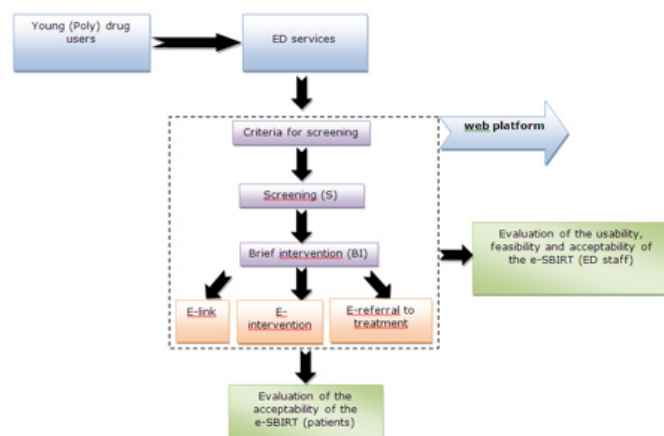 Young (Poly) drug
users
ED services
Criteria for screening
web platform
Screening (S)
Brief intervention (BI)
Evaluation of the usability,
feasibility and acceptability of
the e-SBIRT (ED staff)
E-link
E-
intervention
E-referral to
treatment
Evaluation of the
acceptability of the
e-SBIRT (patients)